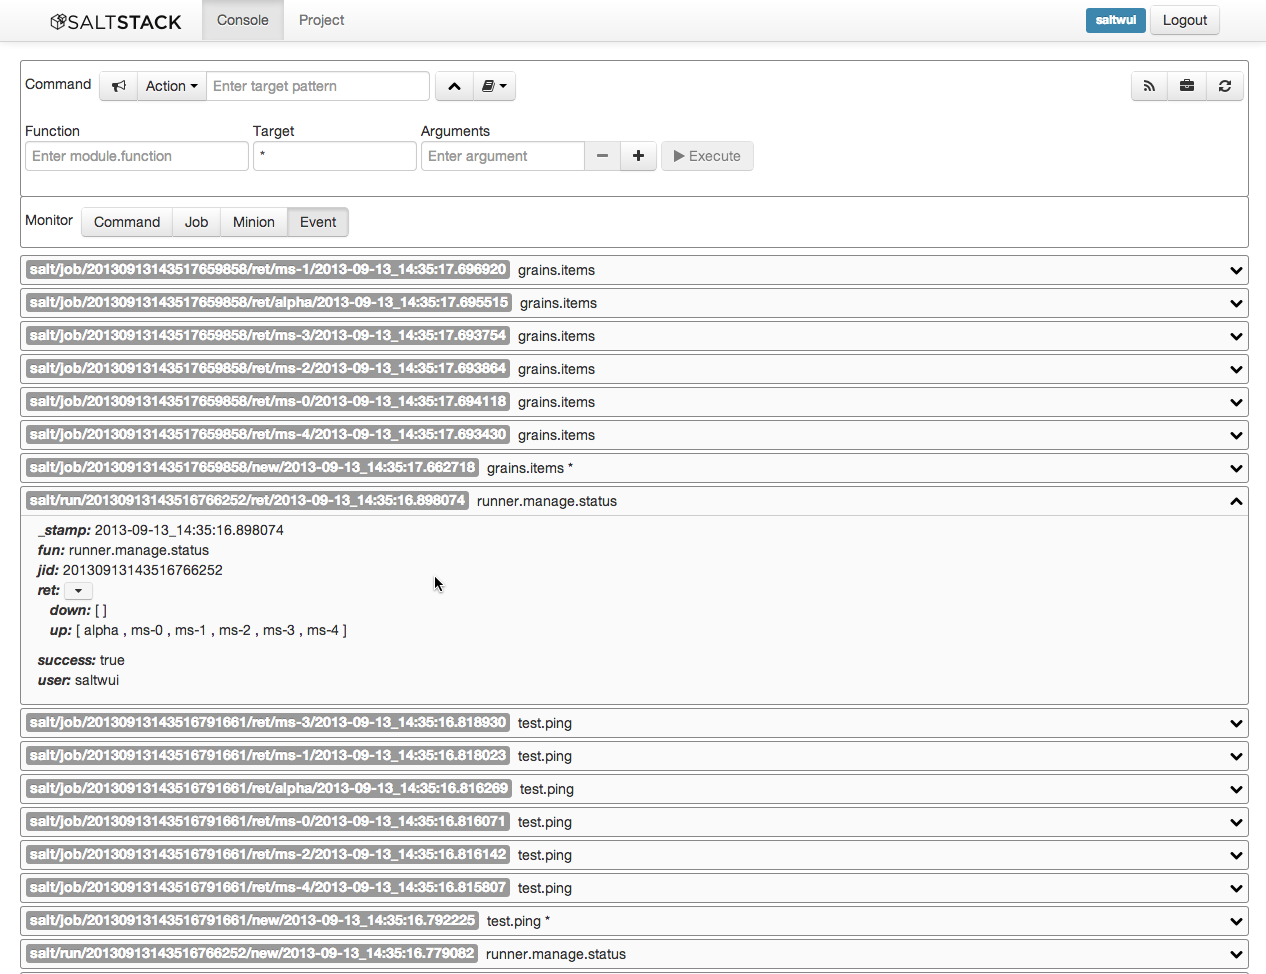 SALTSTACK Console Project saltwui Logout
Command Action Enter target pattern
Function Target Arguments
Enter module.function * Enter argument Execute
Monitor Command Job Minion Event
salt/job/20130913143517659858/ret/ms-1/2013-09-13_14:35:17.696920 grains.items
salt/job/20130913143517659858/ret/alpha/2013-09-13_14:35:17.695515 grains.items
salt/job/20130913143517659858/ret/ms-3/2013-09-13_14:35:17.693754 grains.items
salt/job/20130913143517659858/ret/ms-2/2013-09-13_14:35:17.693864 grains.items
salt/job/20130913143517659858/ret/ms-0/2013-09-13_14:35:17.694118 grains.items
salt/job/20130913143517659858/ret/ms-4/2013-09-13_14:35:17.693430 grains.items
salt/job/20130913143517659858/new/2013-09-13_14:35:17.662718 grains.items *
salt/run/20130913143516766252/ret/2013-09-13_14:35:16.898074 runner.manage.status
_stamp: 2013-09-13_14:35:16.898074
fun: runner.manage.status
jid: 20130913143516766252
ret:
down: [ ]
up: [ alpha , ms-0 , ms-1 , ms-2 , ms-3 , ms-4 ]
success: true
user: saltwui
salt/job/20130913143516791661/ret/ms-3/2013-09-13_14:35:16.818930 test.ping
salt/job/20130913143516791661/ret/ms-1/2013-09-13_14:35:16.818023 test.ping
salt/job/20130913143516791661/ret/alpha/2013-09-13_14:35:16.816269 test.ping
salt/job/20130913143516791661/ret/ms-0/2013-09-13_14:35:16.816071 test.ping
salt/job/20130913143516791661/ret/ms-2/2013-09-13_14:35:16.816142 test.ping
salt/job/20130913143516791661/ret/ms-4/2013-09-13_14:35:16.815807 test.ping
salt/job/20130913143516791661/new/2013-09-13_14:35:16.792225 test.ping *
salt/run/20130913143516766252/new/2013-09-13_14:35:16.779082 runner.manage.status